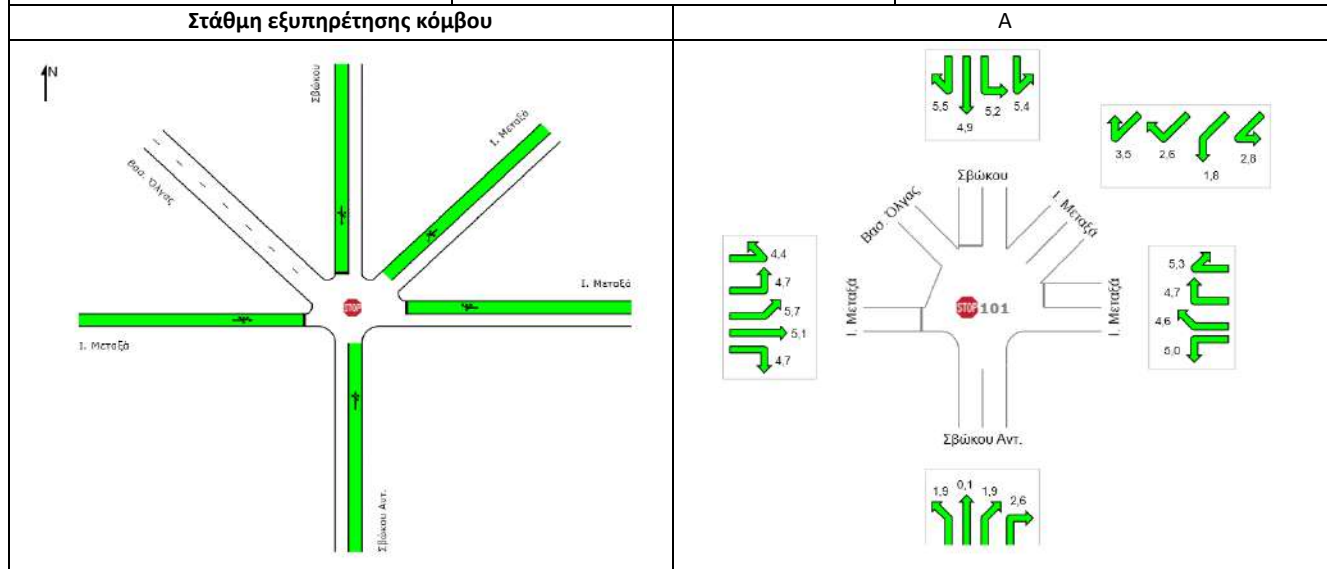 Στάθμη εξυπηρέτησης κόμβου
A
N
Σβώκου
Ι. Μεταξά
Βασ. Όλγας
Ι. Μεταξά
STOP
Ι. Μεταξά
Σβώκου Αντ.
5,5
4,9
5,2
5,4
3,5
2,6
1,8
2,8
Σβώκου
Ι. Μεταξά
Βασ. Όλγας
4,4
4,7
5,7
5,1
4,7
Ι. Μεταξά
STOP 101
Ι. Μεταξά
5,3
4,7
4,6
5,0
Σβώκου Αντ.
1,9
0,1
1,9
2,6